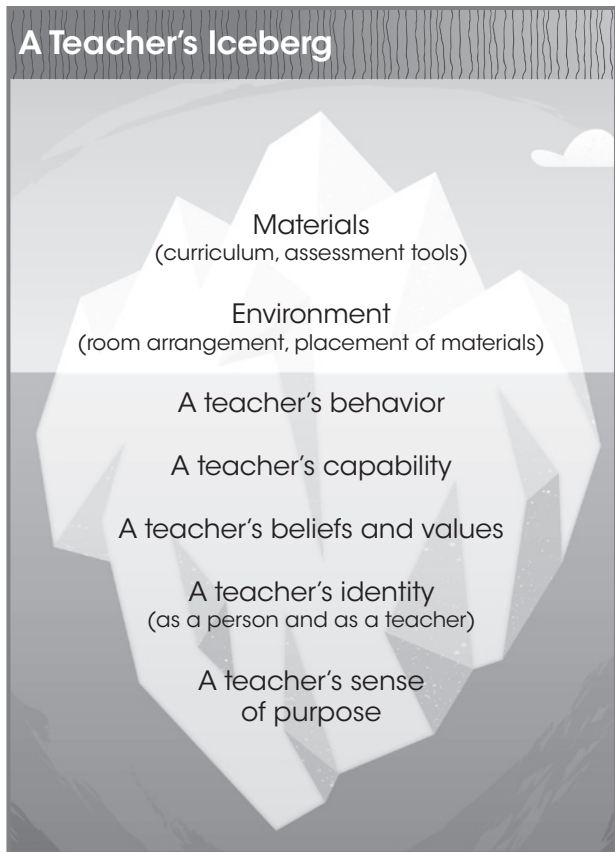 A Teacher's Iceberg
Materials
(curriculum, assessment tools)
Environment
(room arrangement, placement of materials)
A teacher's behavior
A teacher's capability
A teacher's beliefs and values
A teacher's identity
(as a person and as a teacher)
A teacher's sense
of purpose